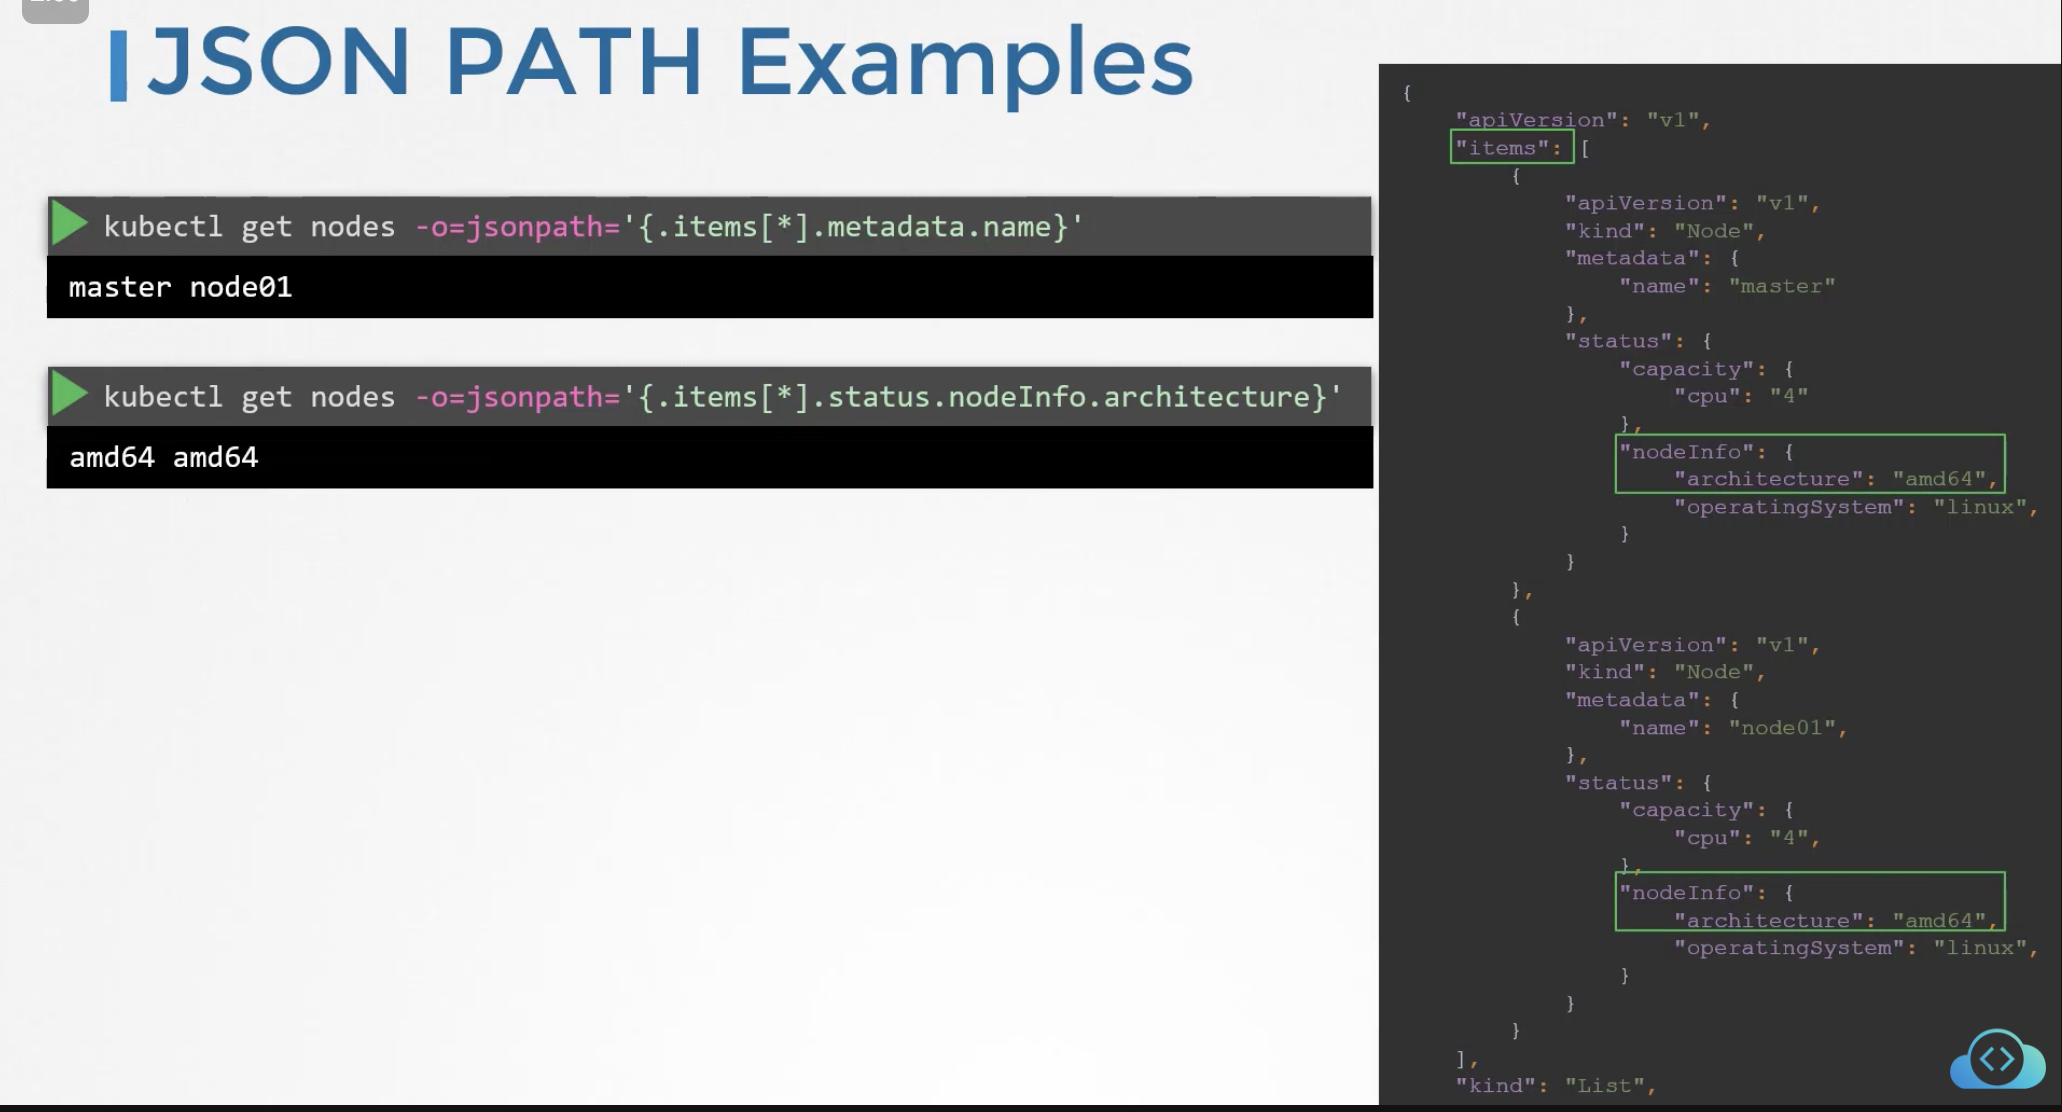 JSON PATH Examples
kubectl get nodes -o=jsonpath='{.items[*].metadata.name}'
master node01
kubectl get nodes -o=jsonpath='{.items[*].status.nodeInfo.architecture}'
amd64 amd64
{
"apiVersion": "v1",
"items": [
{
"apiVersion": "v1",
"kind": "Node",
"metadata": {
"name": "master"
},
"status": {
"capacity": {
"cpu": "4"
},
"nodeInfo": {
"architecture": "amd64",
"operatingSystem": "linux",
}
}
},
{
"apiVersion": "v1",
"kind": "Node",
"metadata": {
"name": "node01",
},
"status": {
"capacity": {
"cpu": "4",
},
"nodeInfo": {
"architecture": "amd64",
"operatingSystem": "linux",
}
}
}
],
"kind": "List",